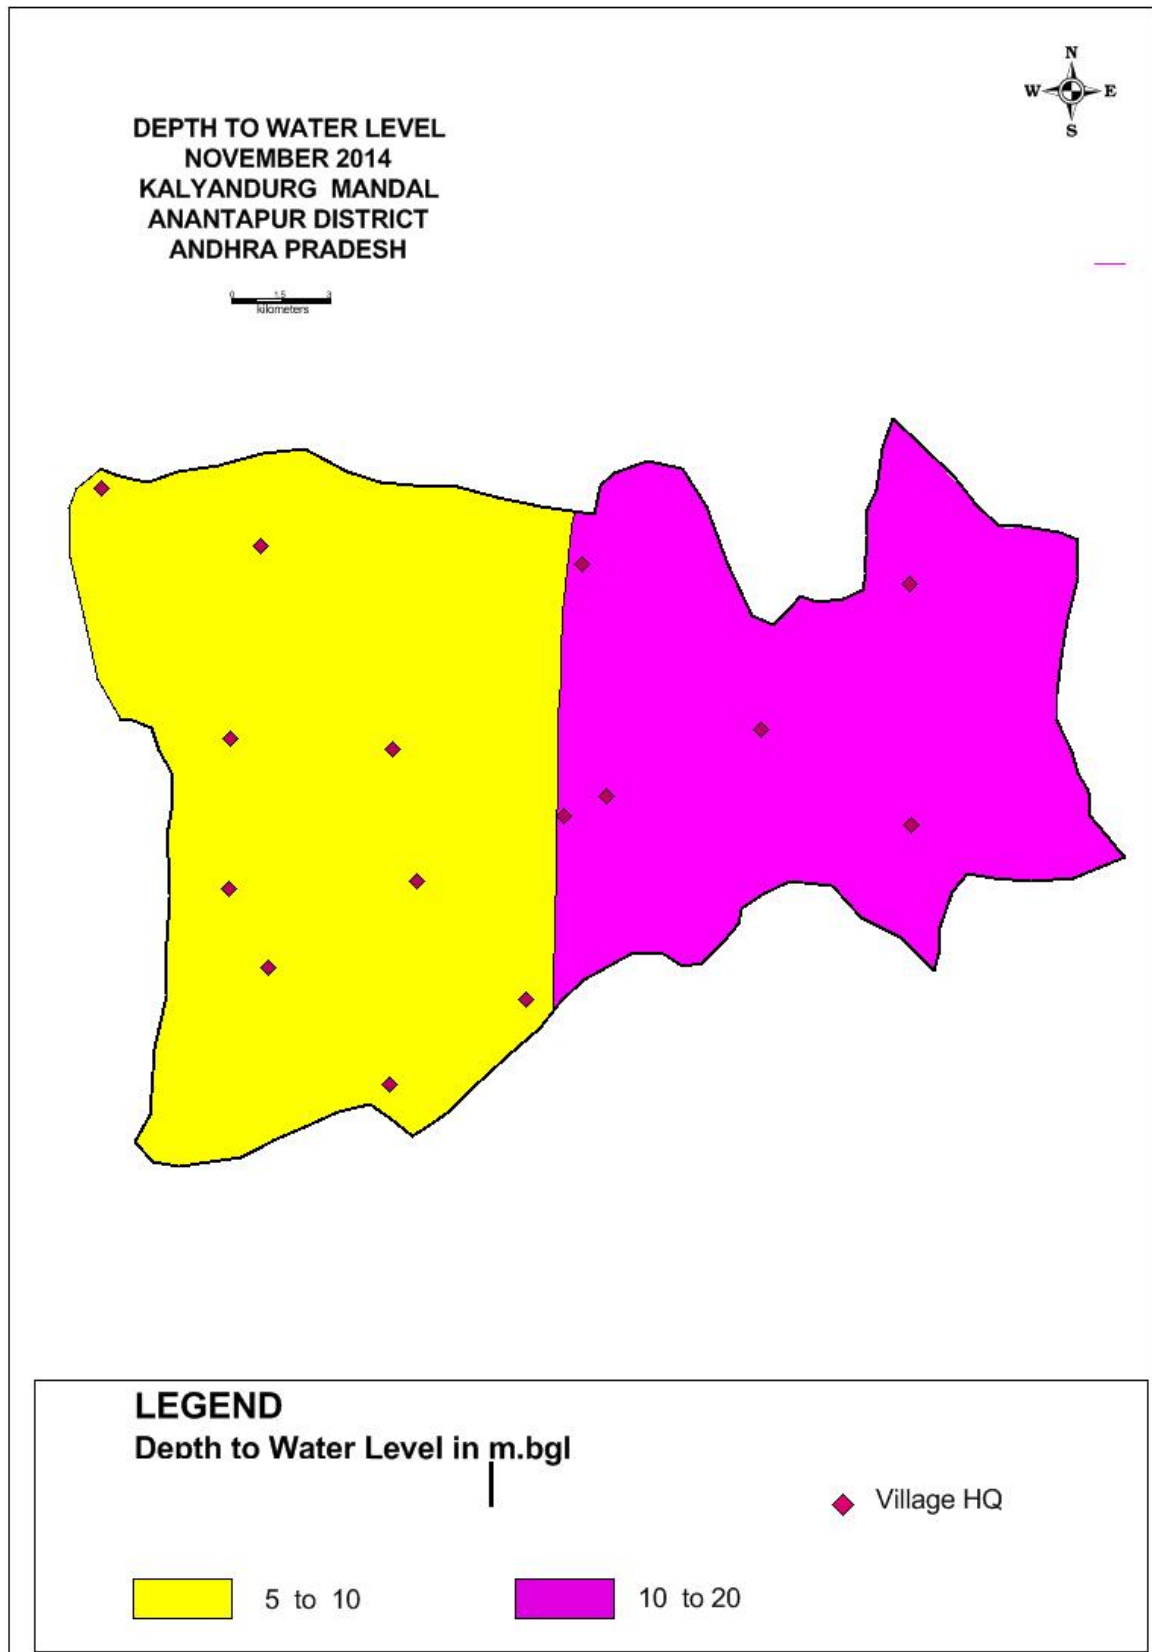 N
W E
S
DEPTH TO WATER LEVEL
NOVEMBER 2014
KALYANDURG MANDAL
ANANTAPUR DISTRICT
ANDHRA PRADESH
0 1.5 3
kilometers
LEGEND
Depth to Water Level in m.bgl
Village HQ
5 to 10 10 to 20